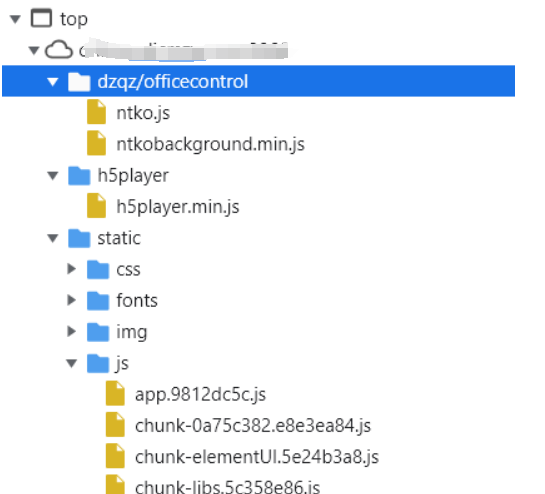 top
dzqz/officecontrol
ntko.js
ntkobackground.min.js
h5player
h5player.min.js
static
css
fonts
img
js
app.9812dc5c.js
chunk-0a75c382.e8e3ea84.js
chunk-elementUI.5e24b3a8.js
chunk-libs.5c358e86.js